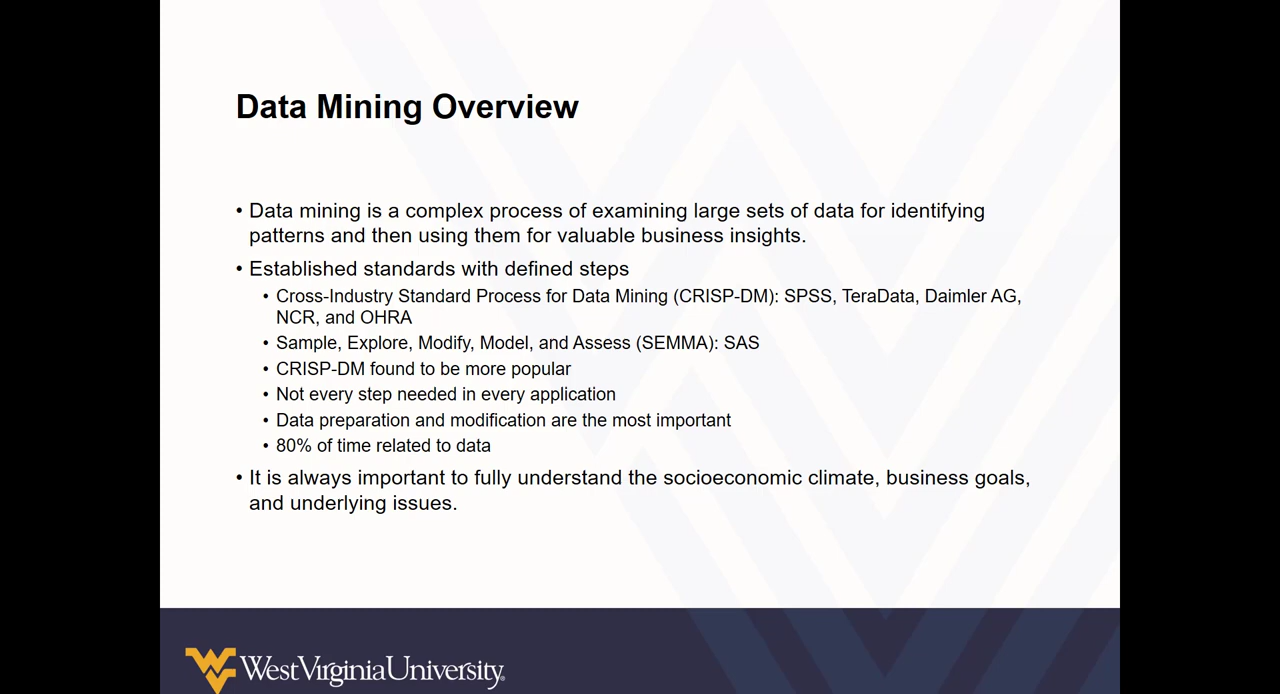 Data Mining Overview
• Data mining is a complex process of examining large sets of data for identifying
patterns and then using them for valuable business insights.
• Established standards with defined steps
• Cross-Industry Standard Process for Data Mining (CRISP-DM): SPSS, TeraData, Daimler AG,
NCR, and OHRA
• Sample, Explore, Modify, Model, and Assess (SEMMA): SAS
• CRISP-DM found to be more popular
• Not every step needed in every application
• Data preparation and modification are the most important
• 80% of time related to data
• It is always important to fully understand the socioeconomic climate, business goals,
and underlying issues.
WestVirginiaUniversity®